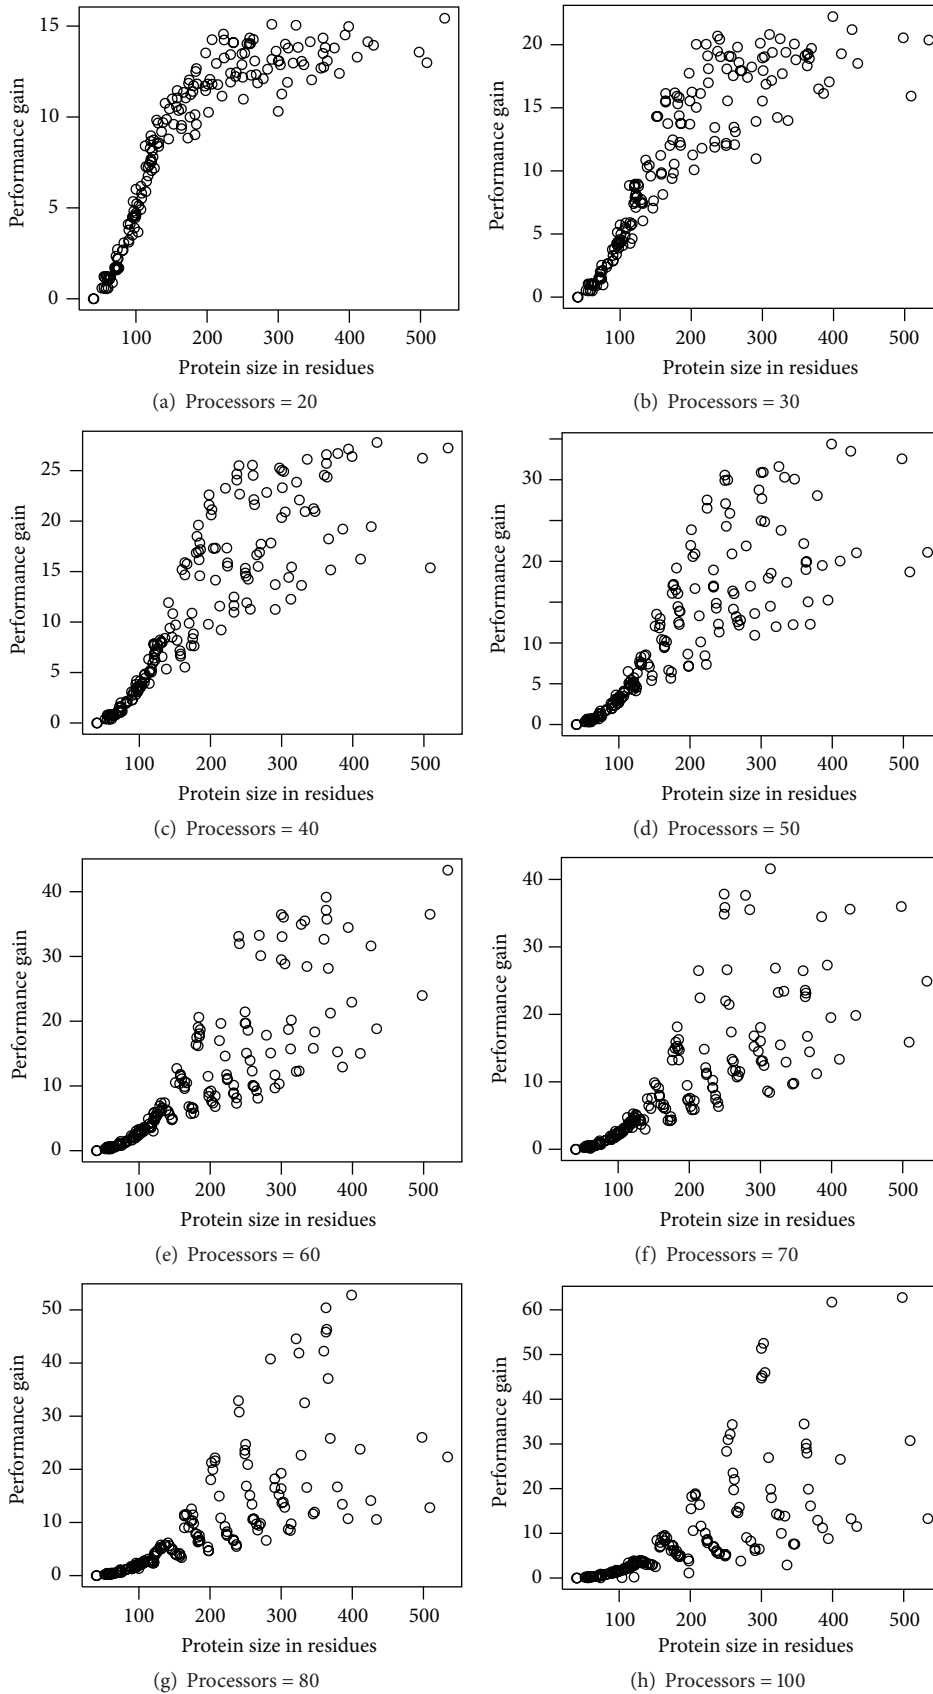 15
10
5
0
Performance gain
100 200 300 400 500
Protein size in residues
(a) Processors = 20
20
15
10
5
0
Performance gain
100 200 300 400 500
Protein size in residues
(b) Processors = 30
25
20
15
10
5
0
Performance gain
100 200 300 400 500
Protein size in residues
(c) Processors = 40
30
20
10
5
0
Performance gain
100 200 300 400 500
Protein size in residues
(d) Processors = 50
40
30
20
10
0
Performance gain
100 200 300 400 500
Protein size in residues
(e) Processors = 60
40
30
20
10
0
Performance gain
100 200 300 400 500
Protein size in residues
(f) Processors = 70
50
40
30
20
10
0
Performance gain
100 200 300 400 500
Protein size in residues
(g) Processors = 80
60
50
40
30
20
10
0
Performance gain
100 200 300 400 500
Protein size in residues
(h) Processors =100